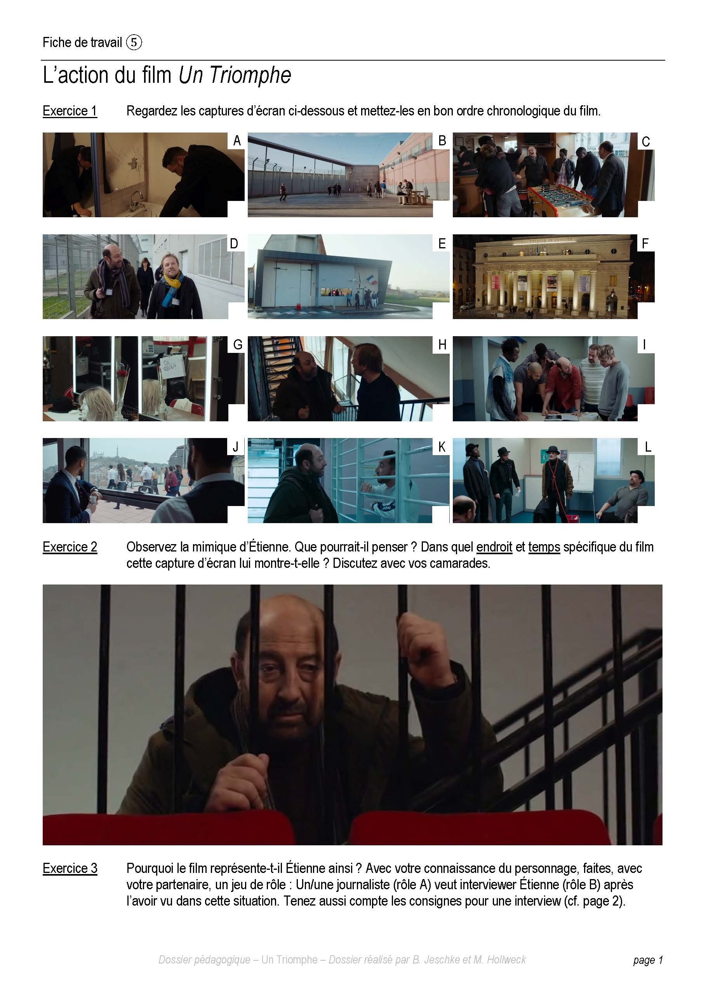 Fiche de travail ⑤
L’action du film Un Triomphe
Exercice 1 Regardez les captures d’écran ci-dessous et mettez-les en bon ordre chronologique du film.
A
B
C
D
E
F
G
ON
REVIEN
H
I
J
K
L
Exercice 2 Observez la mimique d’Étienne. Que pourrait-il penser ? Dans quel endroit et temps spécifique du film
cette capture d’écran lui montre-t-elle ? Discutez avec vos camarades.
Exercice 3 Pourquoi le film représente-t-il Étienne ainsi ? Avec votre connaissance du personnage, faites, avec
votre partenaire, un jeu de rôle : Un/une journaliste (rôle A) veut interviewer Étienne (rôle B) après
l’avoir vu dans cette situation. Tenez aussi compte les consignes pour une interview (cf. page 2).
Dossier pédagogique – Un Triomphe – Dossier réalisé par B. Jeschke et M. Hollweck page 1